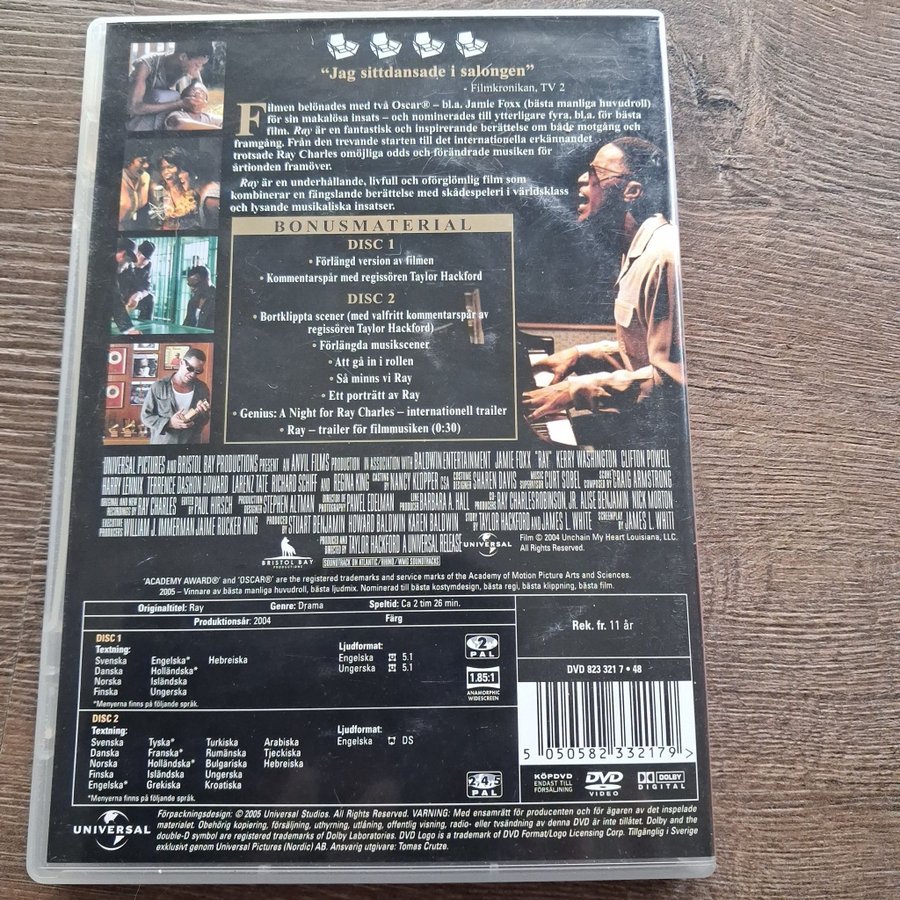 "Jag sittdansade i salongen"
- Filmkronikan, TV 2
Filmen belönades med två Oscar® – bl.a. Jamie Foxx (bästa manliga huvudroll)
för sin makalösa insats – och nominerades till ytterligare fyra, bl.a. för bästa
film. Ray är en fantastisk och inspirerande berättelse om både motgång och
framgång. Från den trevande starten till det internationella erkännandet
trotsade Ray Charles omöjliga odds och förändrade musiken för
årtionden framöver.
Ray är en underhållande, livfull och oförglömlig film som
kombinerar en fängslande berättelse med skådespeleri i världsklass
och lysande musikaliska insatser.
BONUSMATERIAL
DISC 1
• Förlängd version av filmen
• Kommentarspår med regissören Taylor Hackford
DISC 2
• Bortklippta scener (med valfritt kommentarspår av
regissören Taylor Hackford)
• Förlängda musikscener
• Att gå in i rollen
• Så minns vi Ray
• Ett porträtt av Ray
• Genius: A Night for Ray Charles – internationell trailer
• Ray – trailer för filmmusiken (0:30)
UNIVERSAL PICTURES AND BRISTOL BAY PRODUCTIONS PRESENT AN ANVIL FILMS PRODUCTION IN ASSOCIATION WITH BALDWIN ENTERTAINMENT JAMIE FOXX "RAY" KERRY WASHINGTON CLIFTON POWELL
HARRY LENNIX TERRENCE DASHON HOWARD LARENZ TATE RICHARD SCHIFF AND REGINA KING CASTING BY NANCY KLOPPER CSA COSTUME DESIGNER SHAREN DAVIS MUSIC SUPERVISOR CURT SOBEL COMPOSED BY CRAIG ARMSTRONG
ORIGINAL AND NEW RECORDINGS BY RAY CHARLES EDITED BY PAUL HIRSCH PRODUCTION DESIGNER STEPHEN ALTMAN DIRECTOR OF PHOTOGRAPHY PAWEL EDELMAN LINE PRODUCER BARBARA A. HALL CO-PRODUCERS RAY CHARLES ROBINSON JR. ALISE BENJAMIN NICK MORTON
EXECUTIVE PRODUCERS WILLIAM J. IMMERMAN JAIME RUCKER KING PRODUCED BY STUART BENJAMIN HOWARD BALDWIN KAREN BALDWIN STORY BY TAYLOR HACKFORD AND JAMES L. WHITE SCREENPLAY BY JAMES L. WHITE
PRODUCED AND DIRECTED BY TAYLOR HACKFORD A UNIVERSAL RELEASE
SOUNDTRACK ON ATLANTIC/RHINO/WMG SOUNDTRACKS
BRISTOL BAY
PRODUCTIONS
UNIVERSAL
Film © 2004 Unchain My Heart Louisiana, LLC.
All Rights Reserved.
'ACADEMY AWARD®' and 'OSCAR®' are the registered trademarks and service marks of the Academy of Motion Picture Arts and Sciences.
2005 – Vinnare av bästa manliga huvudroll, bästa ljudmix. Nominerad till bästa kostymdesign, bästa regi, bästa klippning, bästa film.
Originaltitel: Ray Genre: Drama Speltid: Ca 2 tim 26 min.
Produktionsår: 2004 Färg
Rek. fr. 11 år
DISC 1
Textning: Ljudformat:
Svenska Engelska* Hebreiska Engelska 5.1
Danska Holländska* Ungerska 5.1
Norska Isländska
Finska Ungerska
*Menyerna finns på följande språk.
2
PAL
1.85:1
ANAMORPHIC
WIDESCREEN
DVD 823 321 7 • 48
DISC 2
Textning: Ljudformat:
Svenska Tyska* Turkiska Arabiska Engelska DS
Danska Franska* Rumänska Tjeckiska
Norska Holländska* Bulgariska Hebreiska
Finska Isländska Ungerska
Engelska* Grekiska Kroatiska
*Menyerna finns på följande språk.
2,4,5
PAL
5 050582 332179 >
KÖPDVD
ENDAST TILL
FÖRSÄLJNING
DVD
VIDEO
DOLBY
DIGITAL
UNIVERSAL
Förpackningsdesign: © 2005 Universal Studios. All Rights Reserved. VARNING: Med ensamrätt för producenten och för ägaren av det inspelade
materialet. Obehörig kopiering, försäljning, uthyrning, utlåning, offentlig visning, radio- eller tvsändning av denna DVD är inte tillåtet. Dolby and the
double-D symbol are registered trademarks of Dolby Laboratories. DVD Logo is a trademark of DVD Format/Logo Licensing Corp. Tillgänglig i Sverige
exklusivt genom Universal Pictures (Nordic) AB. Ansvarig utgivare: Tomas Crutze.